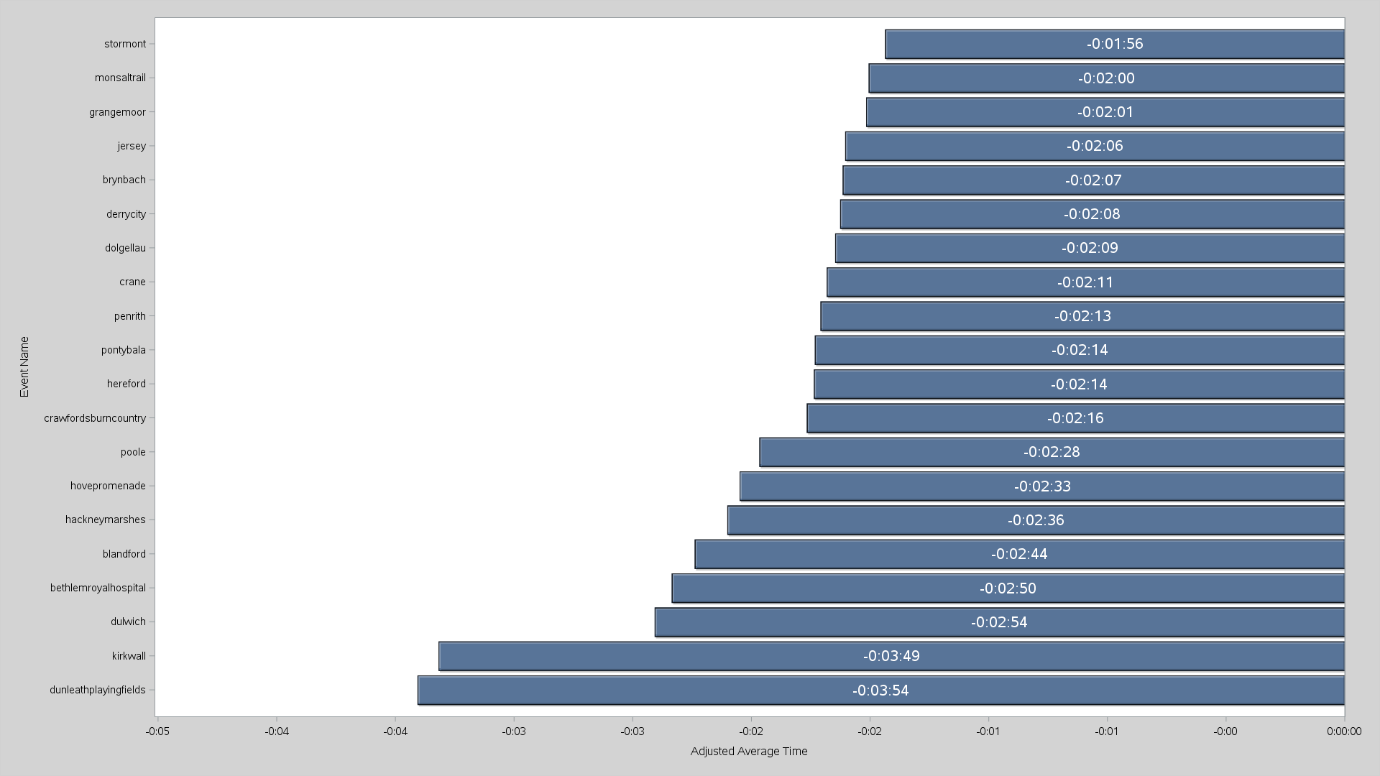 stormont -0:01:56
monsaltrail -0:02:00
grangemoor -0:02:01
jersey -0:02:06
brynbach -0:02:07
derrycity -0:02:08
dolgellau -0:02:09
crane -0:02:11
penrith -0:02:13
pontybala -0:02:14
hereford -0:02:14
crawfordsburncountry -0:02:16
poole -0:02:28
hovepromenade -0:02:33
hackneymarshes -0:02:36
blandford -0:02:44
bethlemroyalhospital -0:02:50
dulwich -0:02:54
kirkwall -0:03:49
dunleathplayingfields -0:03:54
Event Name
-0:05 -0:04 -0:04 -0:03 -0:03 -0:02 -0:02 -0:01 -0:01 -0:00 0:00:00
Adjusted Average Time